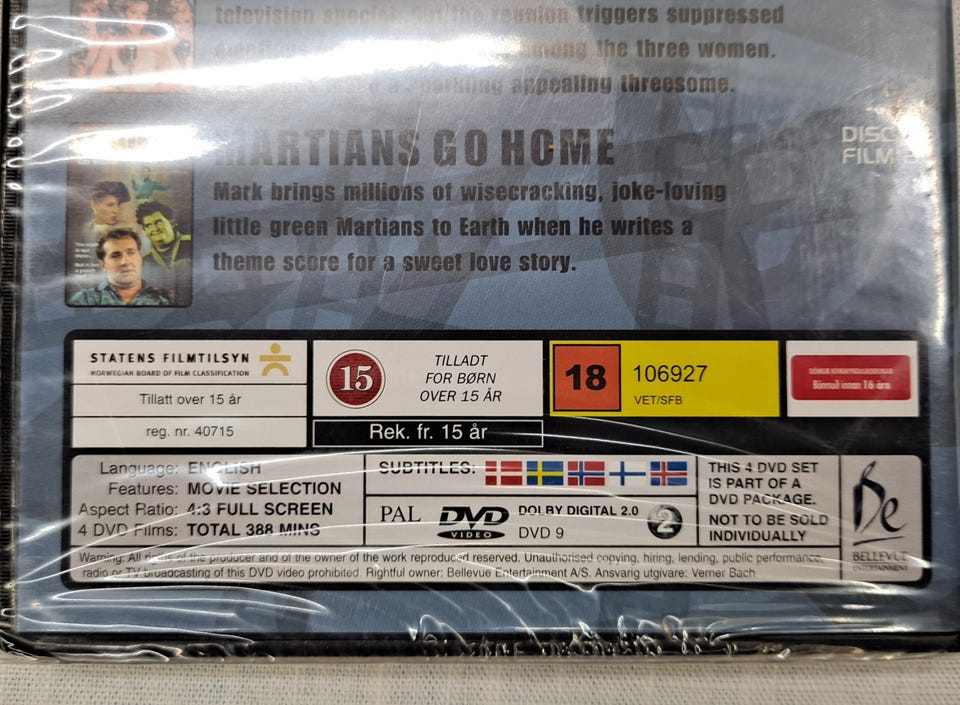 television special. But the reunion triggers suppressed
among the three women.
a sparkling appealing threesome.
MARTIANS GO HOME
DISC
FILM
Mark brings millions of wisecracking, joke-loving
little green Martians to Earth when he writes a
theme score for a sweet love story.
STATENS FILMTILSYN
NORWEGIAN BOARD OF FILM CLASSIFICATION
Tillatt over 15 år
reg. nr. 40715
15
TILLADT
FOR BØRN
OVER 15 ÅR
Rek. fr. 15 år
18
106927
VET/SFB
Bönnuð innan 16 ára
Language: ENGLISH
Features: MOVIE SELECTION
Aspect Ratio: 4:3 FULL SCREEN
4 DVD Films: TOTAL 388 MINS
SUBTITLES:
PAL
DVD
VIDEO
DOLBY DIGITAL 2.0
DVD 9
2
THIS 4 DVD SET
IS PART OF A
DVD PACKAGE.
NOT TO BE SOLD
INDIVIDUALLY
Be
BELLEVUE
ENTERTAINMENT
Warning: All rights of the producer and of the owner of the work reproduced reserved. Unauthorised copying, hiring, lending, public performance,
radio or TV broadcasting of this DVD video prohibited. Rightful owner: Bellevue Entertainment A/S. Ansvarig utgivare: Verner Bach